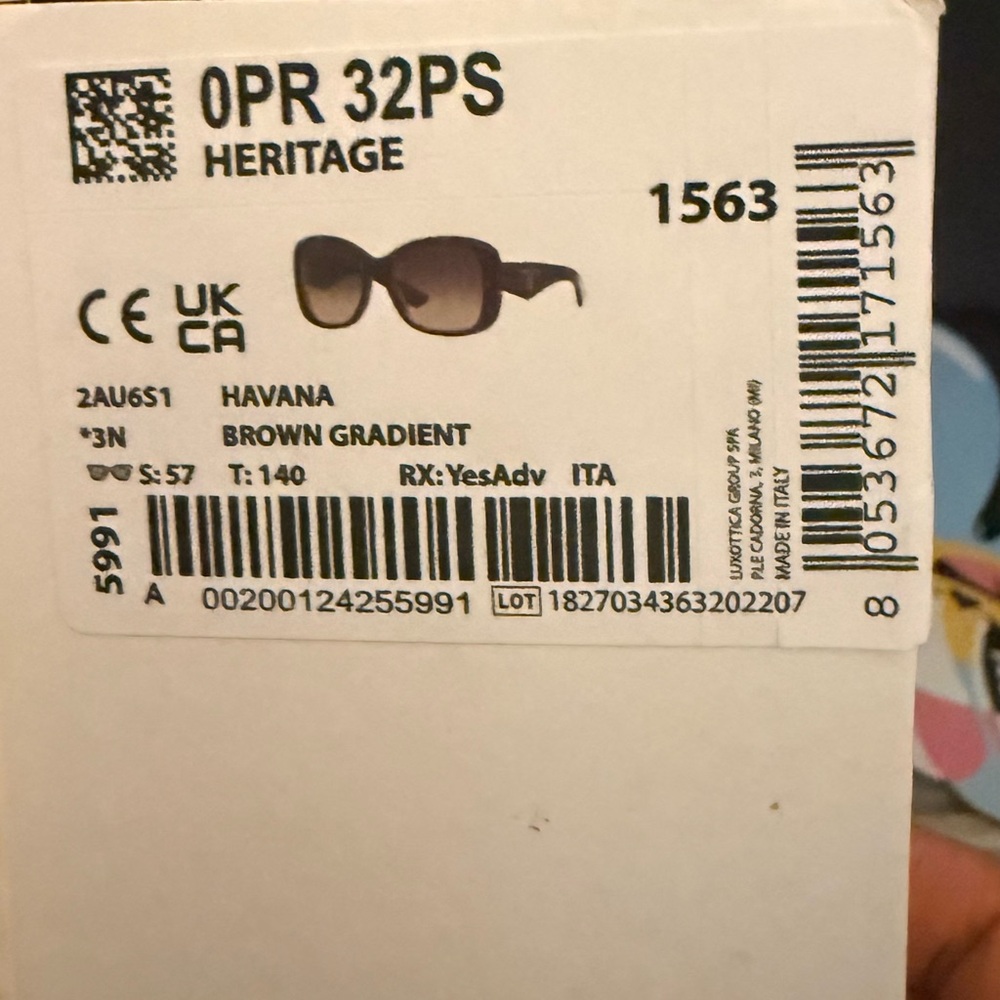 0PR 32PS
HERITAGE
1563
CE UK
CA
2AU6S1 HAVANA
*3N BROWN GRADIENT
S: 57 T: 140 RX: YesAdv ITA
5991
A 00200124255991 LOT 1827034363202207
LUXOTTICA GROUP SPA
P.LE CADORNA, 3, MILANO (MI)
MADE IN ITALY
8 053672 171563